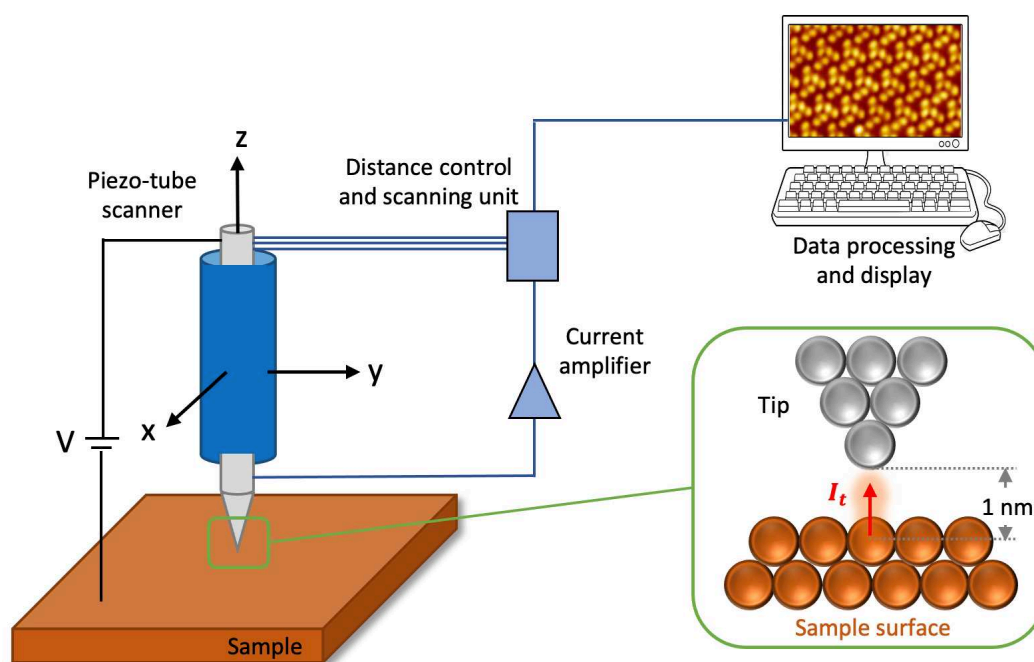 z
Piezo-tube
scanner
Distance control
and scanning unit
Data processing
and display
Current
amplifier
y
x
V
Tip
I_t
1 nm
Sample surface
Sample